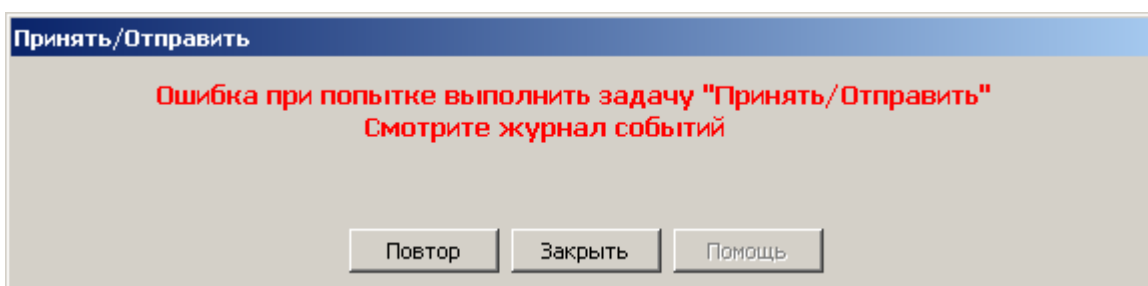 Принять/Отправить
Ошибка при попытке выполнить задачу "Принять/Отправить"
Смотрите журнал событий
Повтор Закрыть Помощь